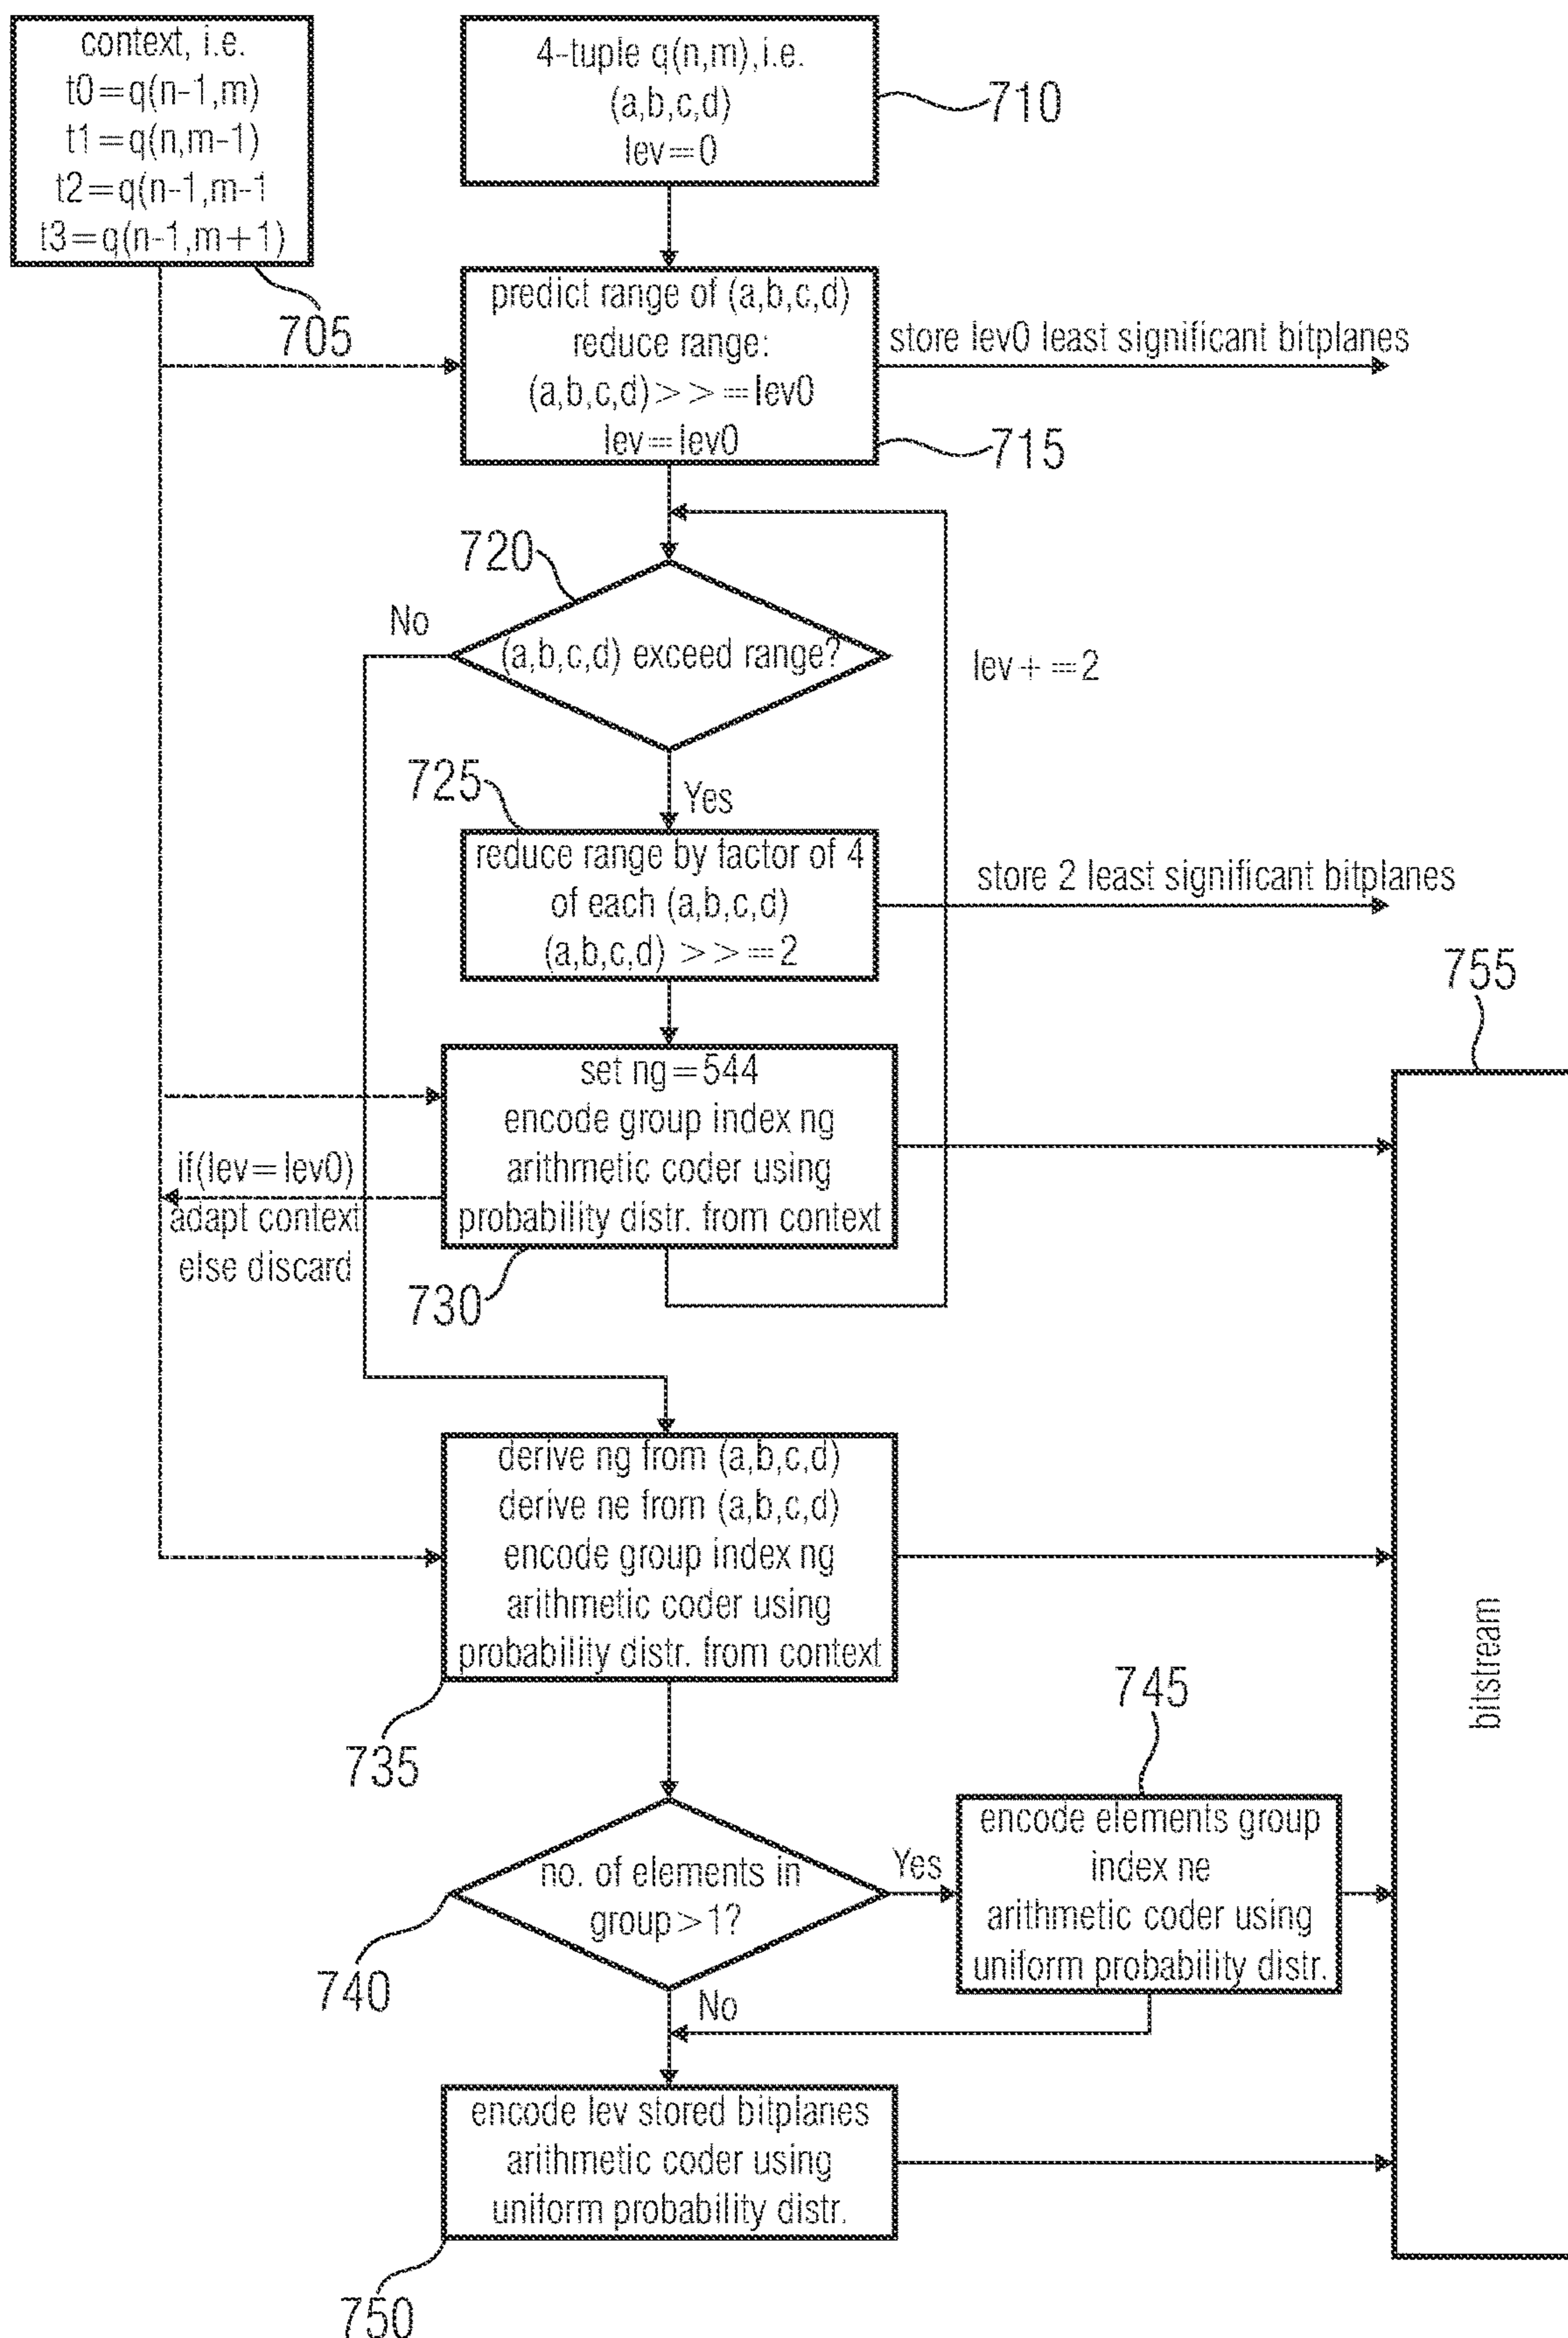 context, i.e.
t0=q(n-1,m)
t1=q(n,m-1)
t2=q(n-1,m-1
t3=q(n-1,m+1)
705
4-tuple q(n,m),i.e.
(a,b,c,d)
lev=0
710
predict range of (a,b,c,d)
reduce range:
(a,b,c,d)>>=lev0
lev=lev0
715
store lev0 least significant bitplanes
720
No
(a,b,c,d) exceed range?
lev+=2
725
Yes
reduce range by factor of 4
of each (a,b,c,d)
(a,b,c,d) >>=2
store 2 least significant bitplanes
755
set ng=544
encode group index ng
arithmetic coder using
probability distr. from context
if(lev=lev0)
adapt context
else discard
730
derive ng from (a,b,c,d)
derive ne from (a,b,c,d)
encode group index ng
arithmetic coder using
probability distr. from context
735
bitstream
745
no. of elements in
group>1?
Yes
encode elements group
index ne
arithmetic coder using
uniform probability distr.
740
No
encode lev stored bitplanes
arithmetic coder using
uniform probability distr.
750